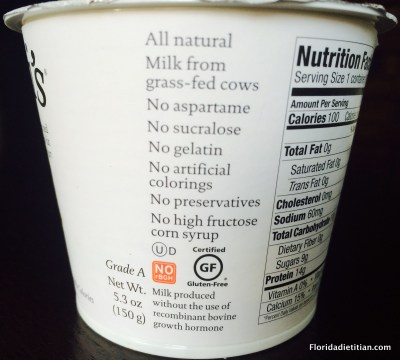 's
All natural
Milk from
grass-fed cows
No aspartame
No sucralose
No gelatin
No artificial
colorings
No preservatives
No high fructose
corn syrup
U D
Certified
GF
Gluten-Free
NO
rBGH
Grade A
Net Wt.
5.3 oz
(150 g)
Milk produced
without the use of
recombinant bovine
growth hormone
Nutrition Fa
Serving Size 1 contain
Amount Per Serving
Calories 100
Total Fat 0g
Saturated Fat 0g
Trans Fat 0g
Cholesterol 0mg
Sodium 60mg
Total Carbohydra
Dietary Fiber 0g
Sugars 9g
Protein 14g
Vitamin A 0% •
Calcium 15%
Floridadietitian.com